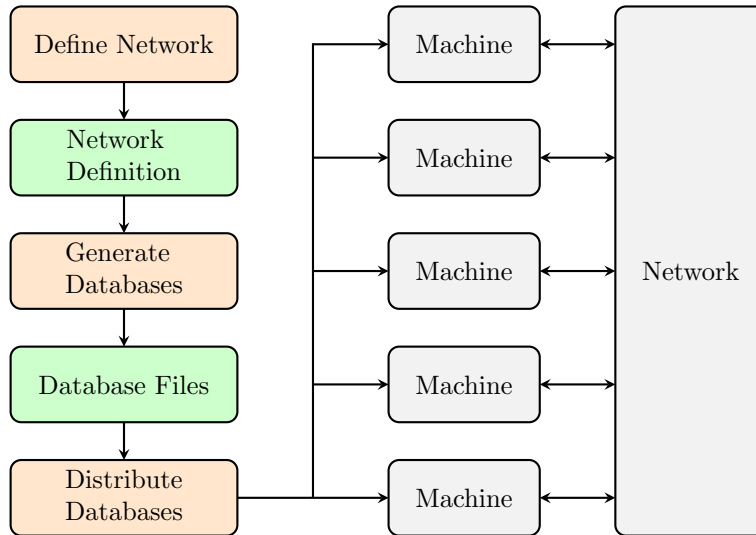 Define Network
Network
Definition
Generate
Databases
Database Files
Distribute
Databases
Machine
Machine
Machine
Machine
Machine
Network